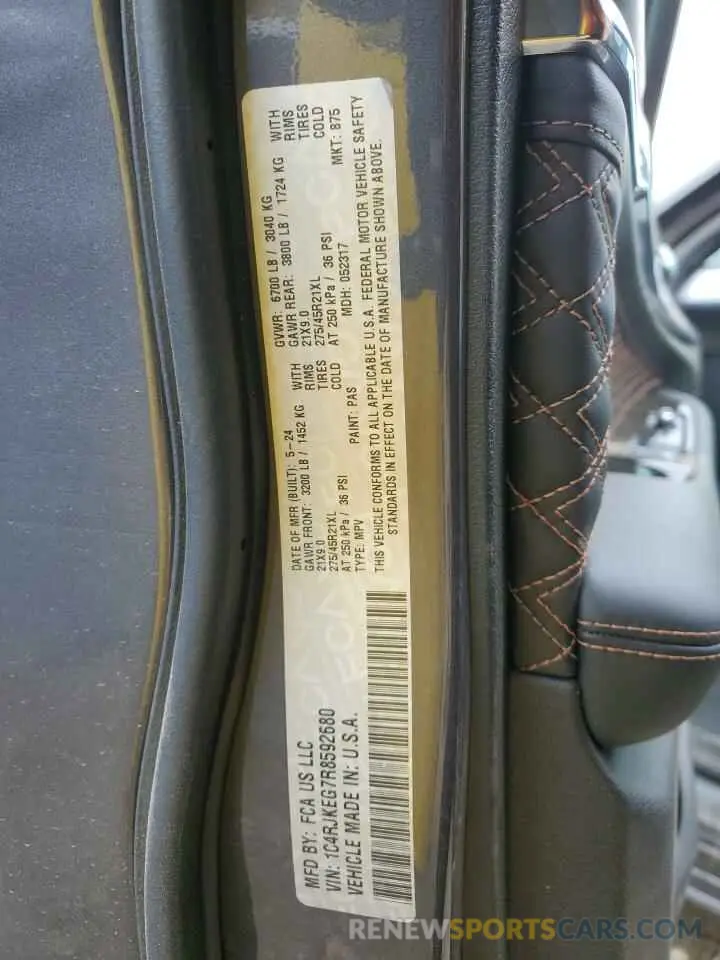 MFD BY: FCA US LLC
VIN: 1C4RJKEG7R8592680
VEHICLE MADE IN: U.S.A.
DATE OF MFR (BUILT): 5-24
GAWR FRONT: 3200 LB / 1452 KG WITH
21X9.0 RIMS
275/45R21XL TIRES
AT 250 kPa / 36 PSI COLD
TYPE: MPV PAINT: PAS
GVWR: 6700 LB / 3040 KG
GAWR REAR: 3800 LB / 1724 KG WITH
21X9.0 RIMS
275/45R21XL TIRES
AT 250 kPa / 36 PSI COLD
MDH: 052317 MKT: 875
THIS VEHICLE CONFORMS TO ALL APPLICABLE U.S.A. FEDERAL MOTOR VEHICLE SAFETY
STANDARDS IN EFFECT ON THE DATE OF MANUFACTURE SHOWN ABOVE.
RENEWSPORTSCARS.COM